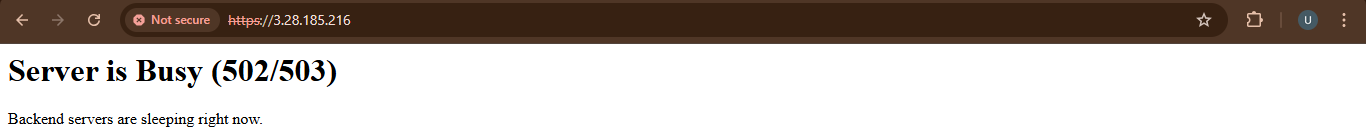 Not secure https://3.28.185.216 U
Server is Busy (502/503)
Backend servers are sleeping right now.